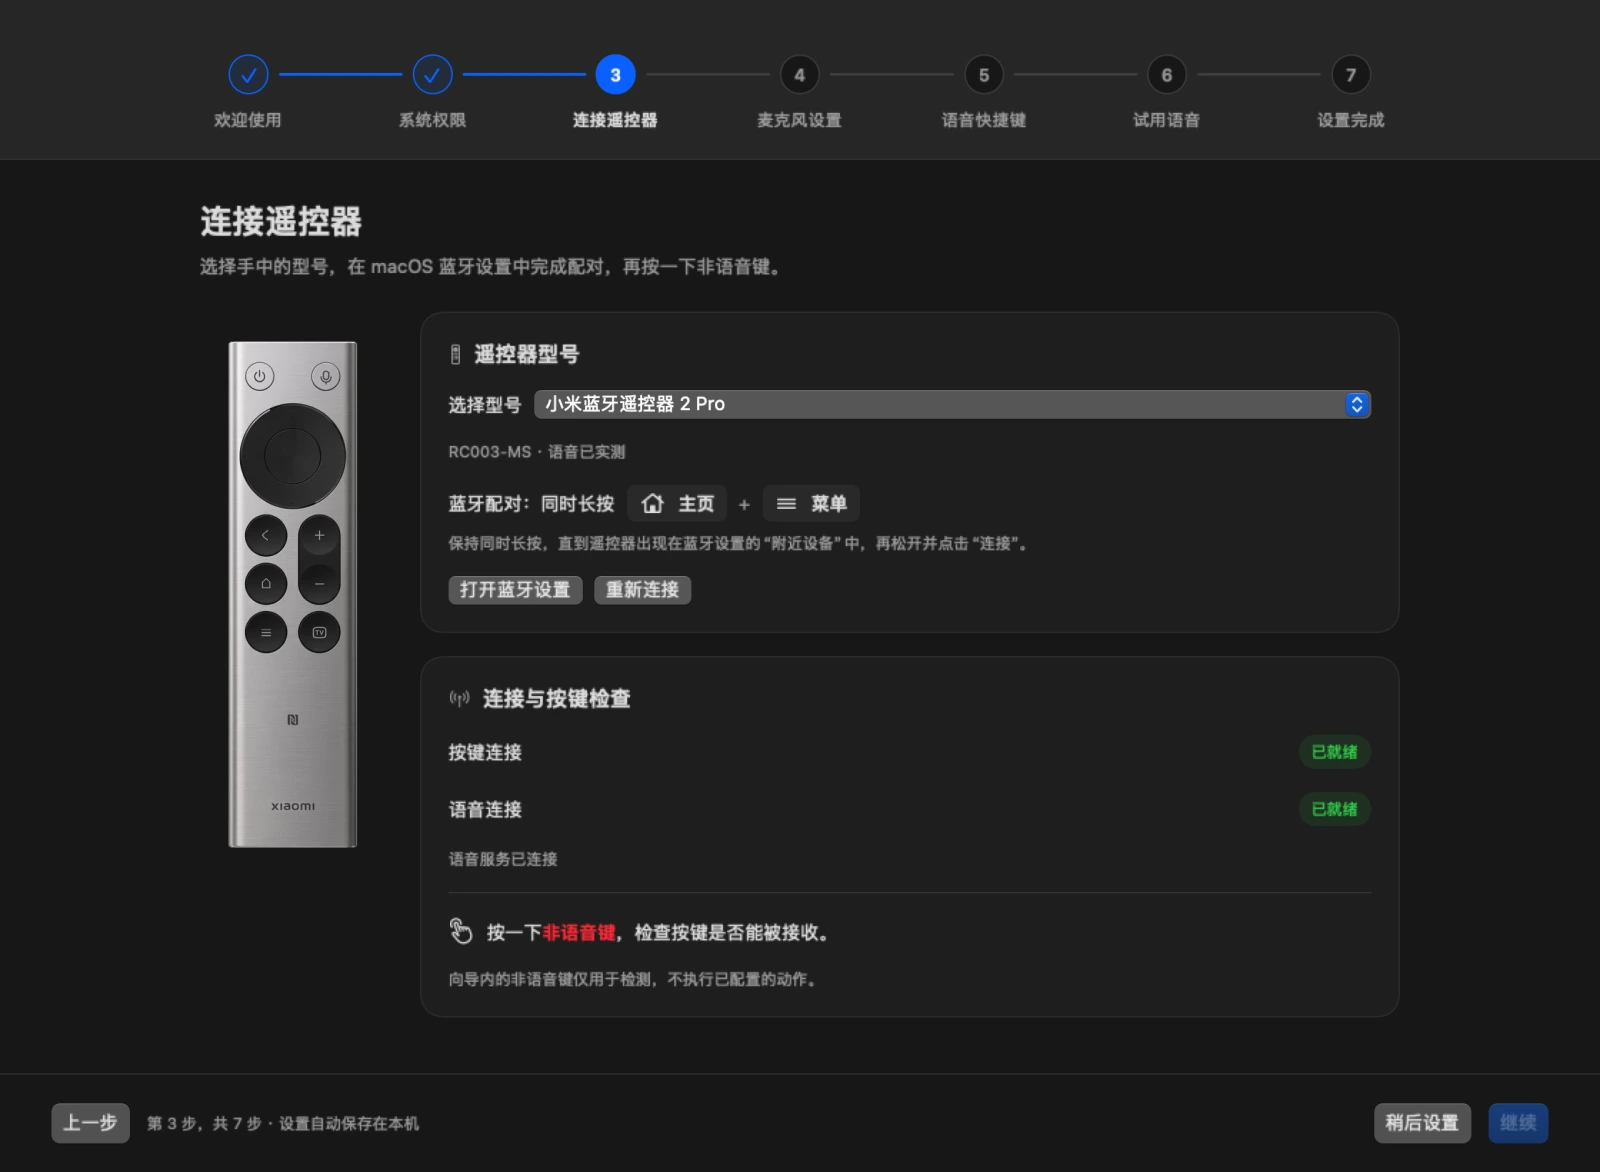 3
4
5
6
7
欢迎使用
系统权限
连接遥控器
麦克风设置
语音快捷键
试用语音
设置完成
连接遥控器
选择手中的型号，在 macOS 蓝牙设置中完成配对，再按一下非语音键。
TV
xiaomi
遥控器型号
选择型号 小米蓝牙遥控器 2 Pro
RC003-MS · 语音已实测
蓝牙配对：同时长按 主页 + 菜单
保持同时长按，直到遥控器出现在蓝牙设置的“附近设备”中，再松开并点击“连接”。
打开蓝牙设置 重新连接
连接与按键检查
按键连接 已就绪
语音连接 已就绪
语音服务已连接
按一下非语音键，检查按键是否能被接收。
向导内的非语音键仅用于检测，不执行已配置的动作。
上一步 第 3 步，共 7 步 · 设置自动保存在本机 稍后设置 继续